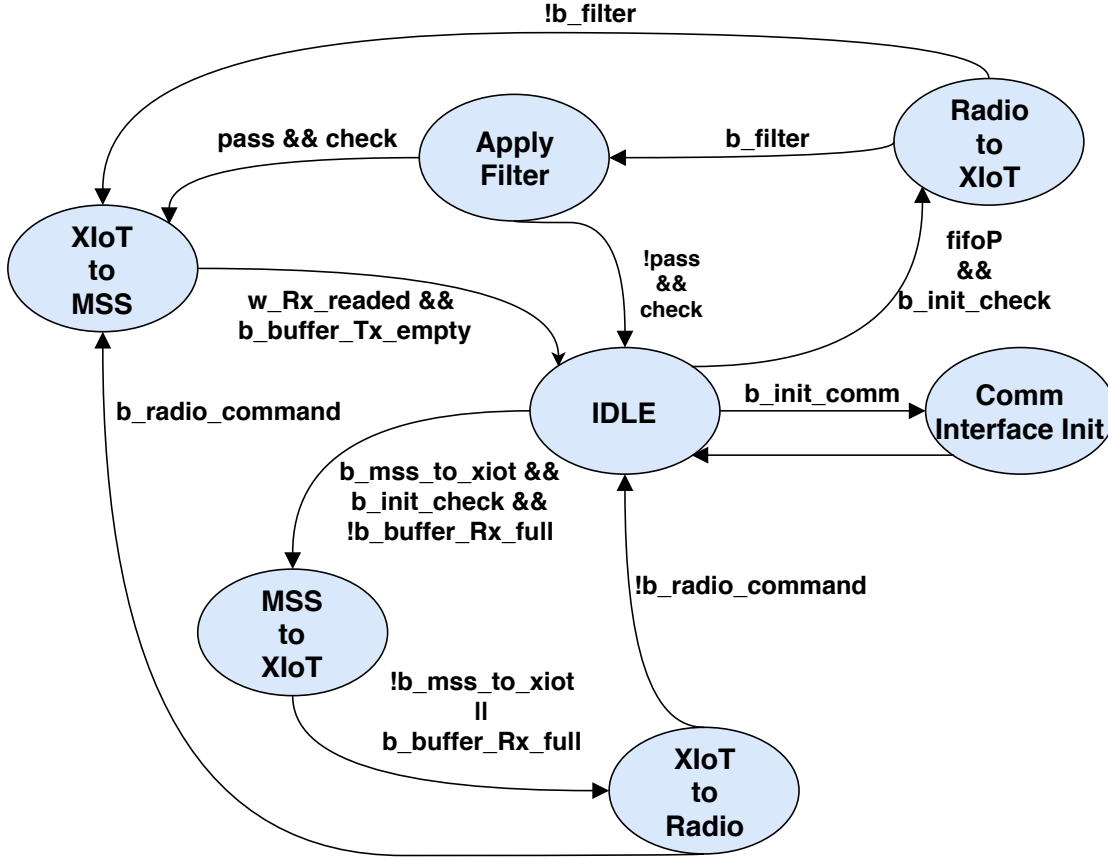 !b_filter
Radio
to
XIoT
b_filter
Apply
Filter
pass && check
XIoT
to
MSS
!pass
&&
check
fifoP
&&
b_init_check
w_Rx_readed &&
b_buffer_Tx_empty
IDLE
b_init_comm
Comm
Interface Init
b_radio_command
b_mss_to_xiot &&
b_init_check &&
!b_buffer_Rx_full
MSS
to
XIoT
!b_radio_command
!b_mss_to_xiot
||
b_buffer_Rx_full
XIoT
to
Radio